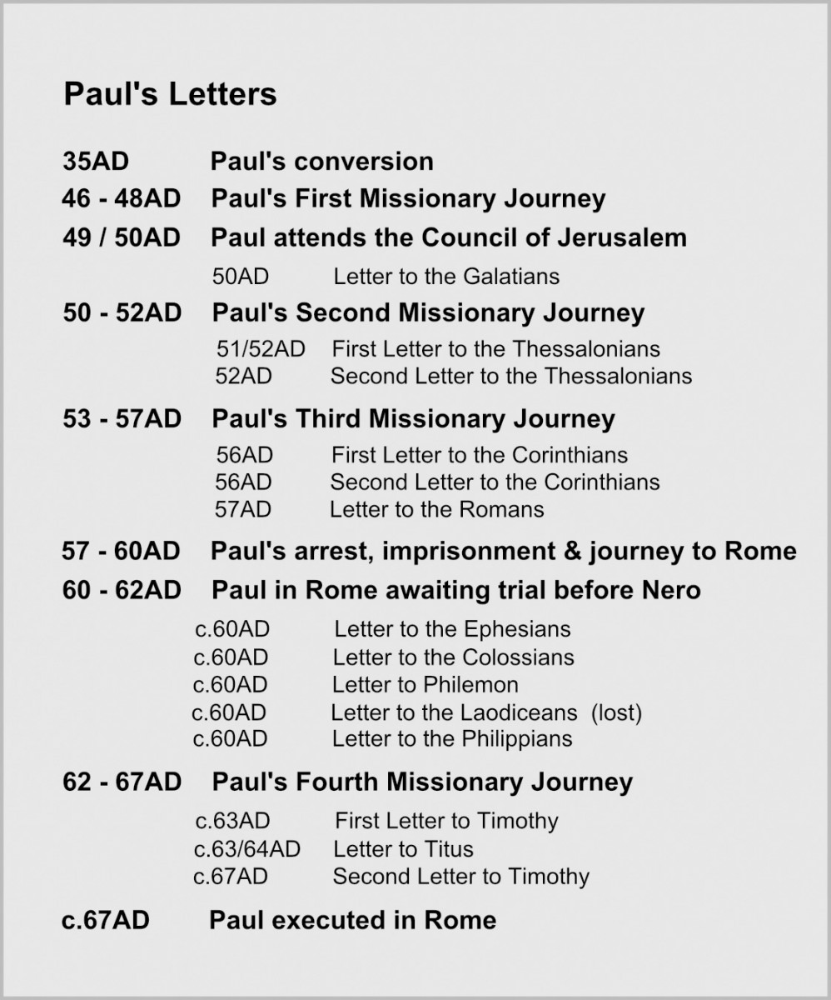 Paul's Letters
35AD Paul's conversion
46 - 48AD Paul's First Missionary Journey
49 / 50AD Paul attends the Council of Jerusalem
50AD Letter to the Galatians
50 - 52AD Paul's Second Missionary Journey
51/52AD First Letter to the Thessalonians
52AD Second Letter to the Thessalonians
53 - 57AD Paul's Third Missionary Journey
56AD First Letter to the Corinthians
56AD Second Letter to the Corinthians
57AD Letter to the Romans
57 - 60AD Paul's arrest, imprisonment & journey to Rome
60 - 62AD Paul in Rome awaiting trial before Nero
c.60AD Letter to the Ephesians
c.60AD Letter to the Colossians
c.60AD Letter to Philemon
c.60AD Letter to the Laodiceans (lost)
c.60AD Letter to the Philippians
62 - 67AD Paul's Fourth Missionary Journey
c.63AD First Letter to Timothy
c.63/64AD Letter to Titus
c.67AD Second Letter to Timothy
c.67AD Paul executed in Rome